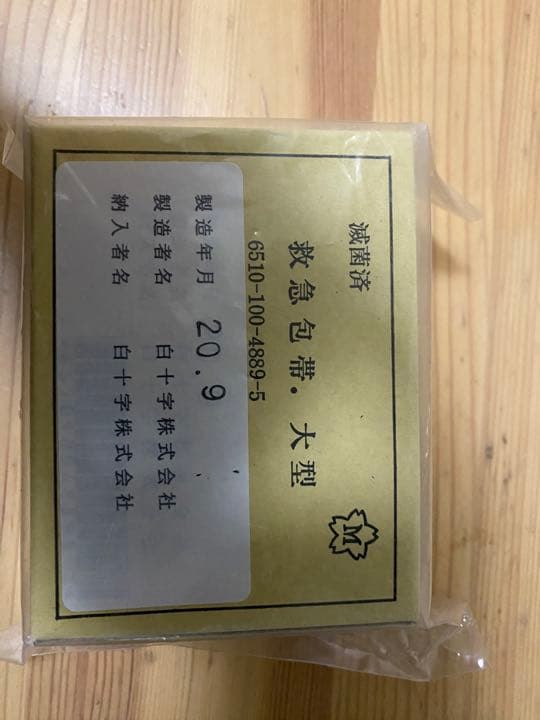 滅菌済
救急包帯・大型
M
6510-100-4889-5
製造年月 20.9
製造者名 白十字株式会社
納入者名 白十字株式会社